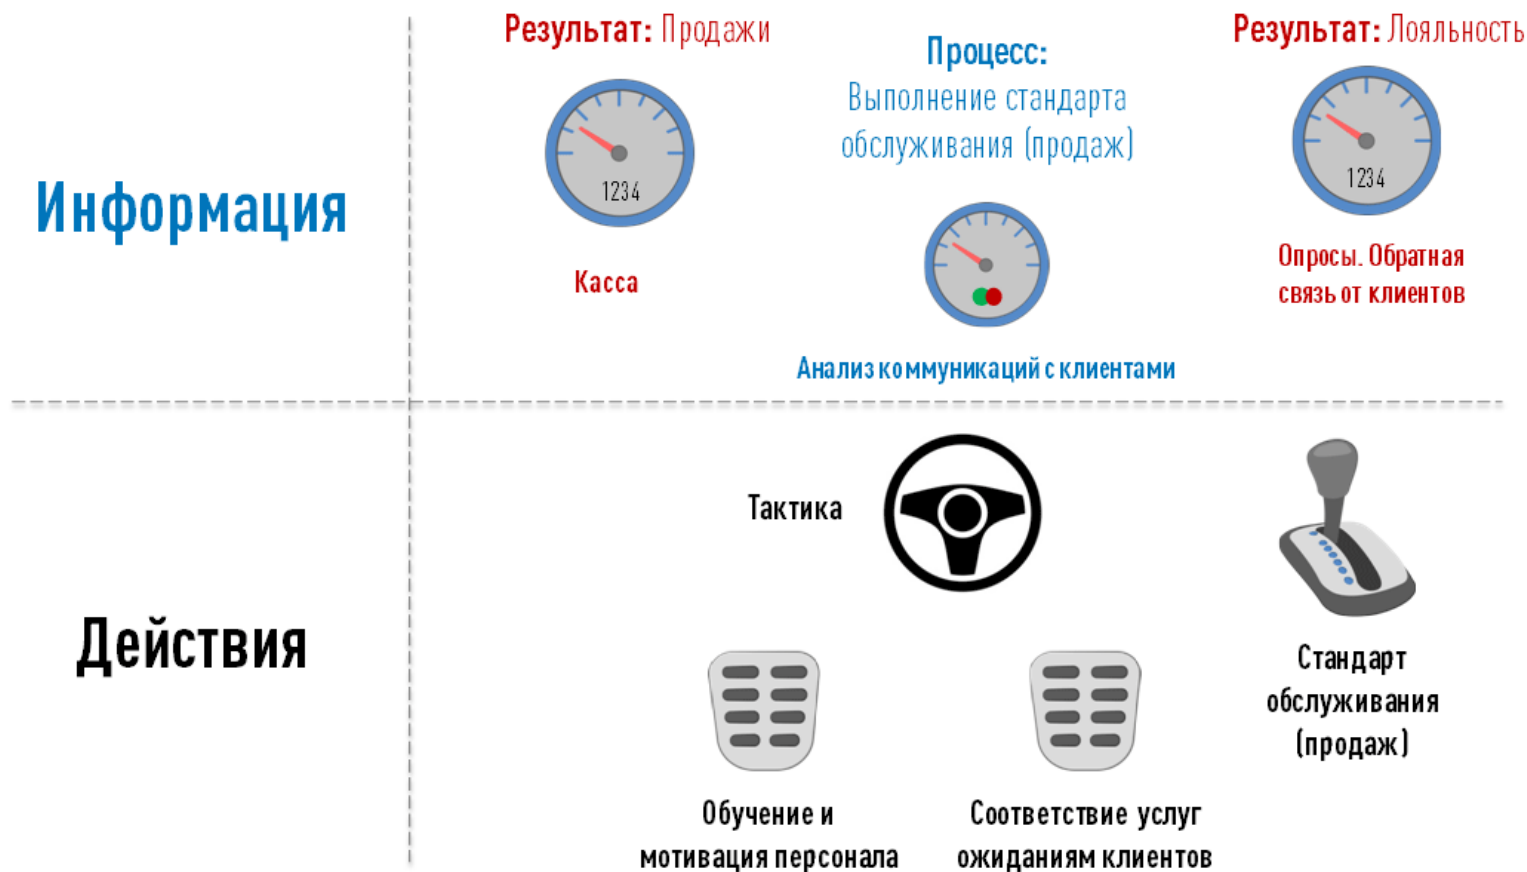 Результат: Продажи
Процесс:
Выполнение стандарта
обслуживания (продаж)
Результат: Лояльность
1234
1234
Информация
Касса
Опросы. Обратная
связь от клиентов
Анализ коммуникаций с клиентами
Тактика
Действия
Стандарт
обслуживания
(продаж)
Обучение и
мотивация персонала
Соответствие услуг
ожиданиям клиентов